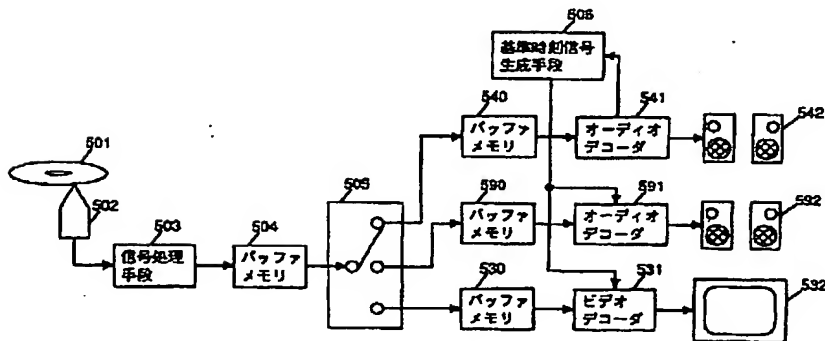 506
基準時刻信号
生成手段
540
バッファ
メモリ
541
オーディオ
デコーダ
542
501
502
503
信号処理
手段
504
バッファ
メモリ
505
590
バッファ
メモリ
591
オーディオ
デコーダ
592
530
バッファ
メモリ
531
ビデオ
デコーダ
532